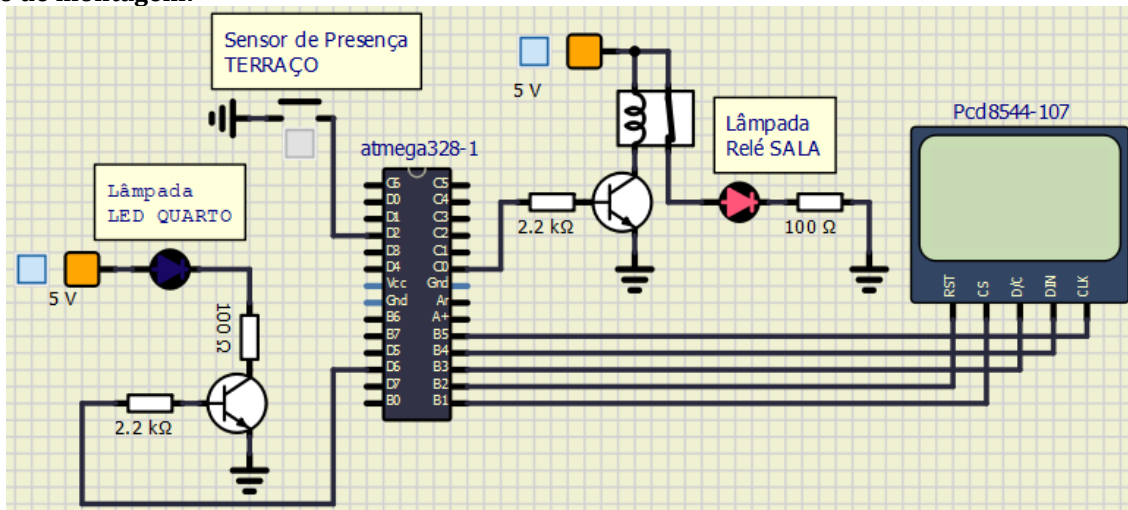 o de montagem:
Sensor de Presença
TERRAÇO
5 V
Lâmpada
Relé SALA
Pcd8544-107
atmega328-1
Lâmpada
LED QUARTO
5 V
100 Ω
2.2 kΩ
2.2 kΩ
100 Ω
C6
D0
D1
D2
D3
D4
Vcc
Gnd
B6
B7
D5
D6
D7
B0
C5
C4
C3
C2
C1
C0
Gnd
Ar
A+
B5
B4
B3
B2
B1
RST
CS
D/C
DIN
CLK